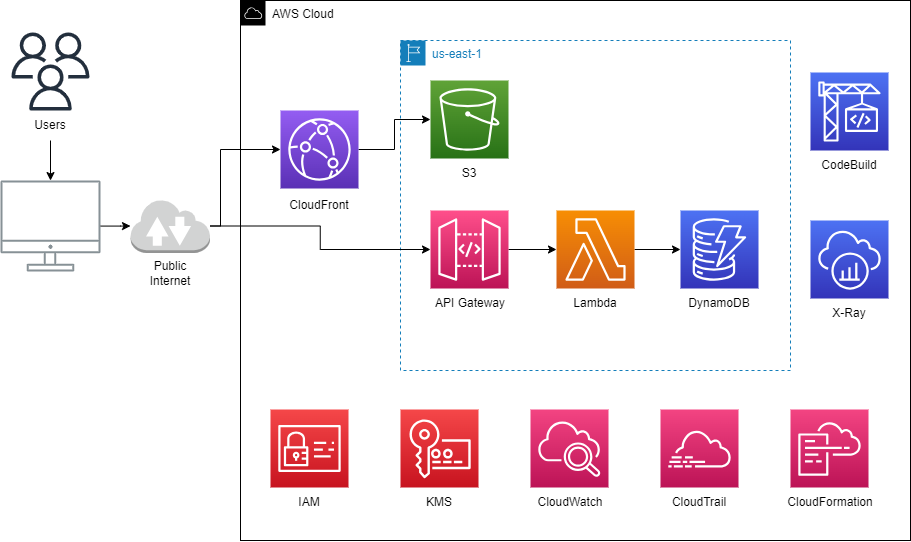 AWS Cloud
us-east-1
Users
S3
CodeBuild
CloudFront
Public
Internet
API Gateway
Lambda
DynamoDB
X-Ray
IAM
KMS
CloudWatch
CloudTrail
CloudFormation